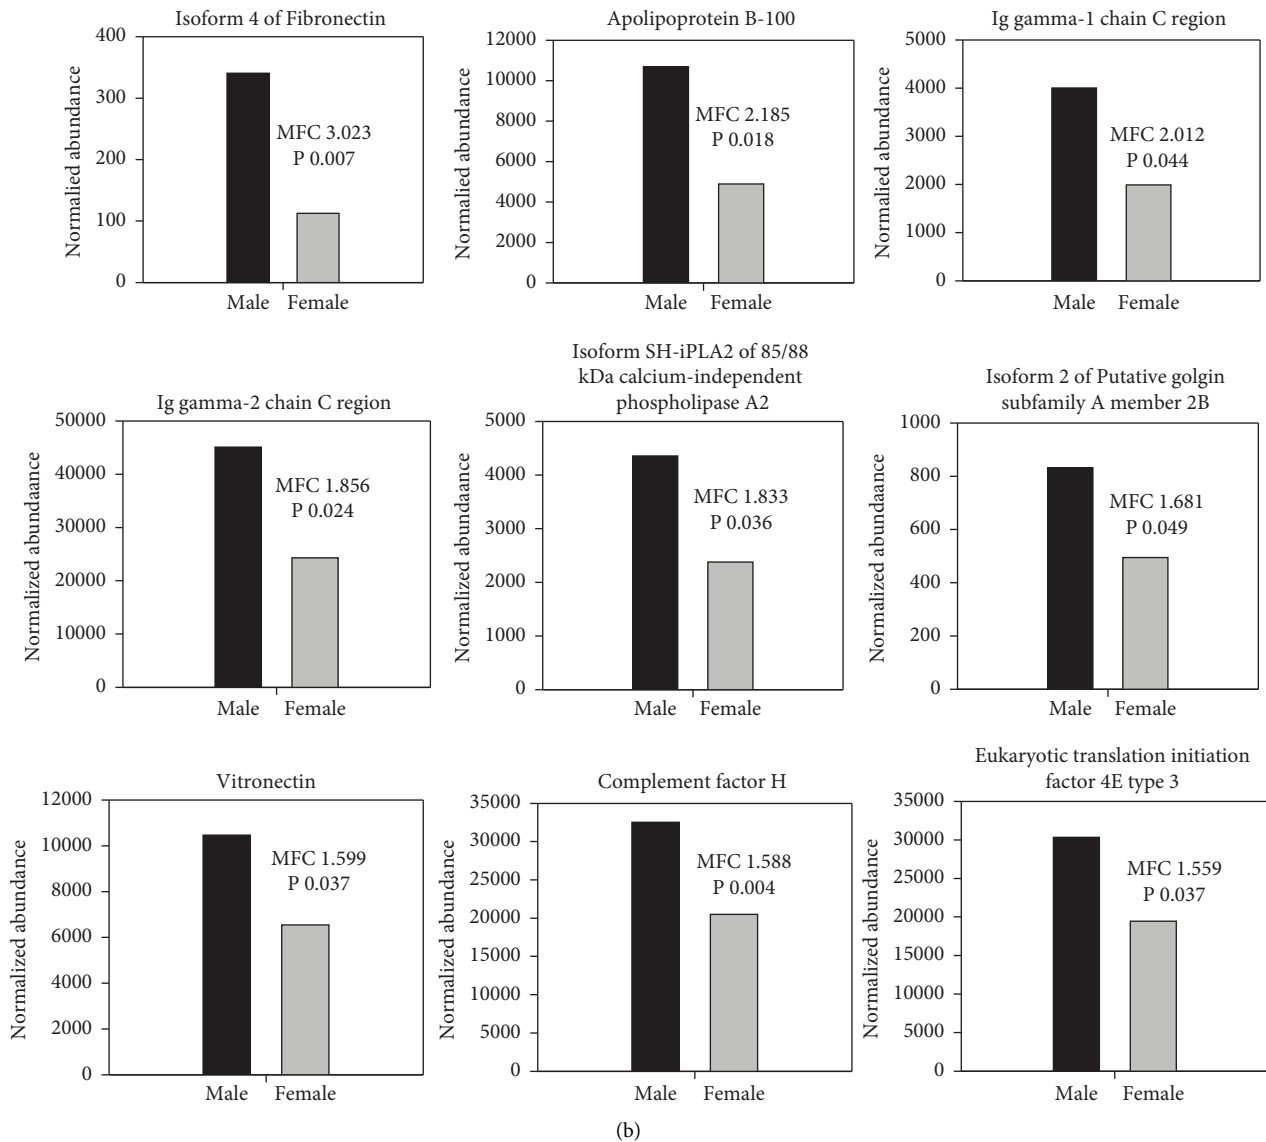 Isoform 4 of Fibronectin
Normalied abundance
400
300
200
100
0
MFC 3.023
P 0.007
Male Female
Apolipoprotein B-100
Normalied abundance
12000
10000
8000
6000
4000
2000
0
MFC 2.185
P 0.018
Male Female
Ig gamma-1 chain C region
Normalied abundance
5000
4000
3000
2000
1000
0
MFC 2.012
P 0.044
Male Female
Ig gamma-2 chain C region
Normalized abundaance
50000
40000
30000
20000
10000
0
MFC 1.856
P 0.024
Male Female
Isoform SH-iPLA2 of 85/88
kDa calcium-independent
phospholipase A2
Normalized abundaance
5000
4000
3000
2000
1000
0
MFC 1.833
P 0.036
Male Female
Isoform 2 of Putative golgin
subfamily A member 2B
Normalized abundaance
1000
800
600
400
200
0
MFC 1.681
P 0.049
Male Female
Vitronectin
Normalized abundance
12000
10000
8000
6000
4000
2000
0
MFC 1.599
P 0.037
Male Female
Complement factor H
Normalized abundance
35000
30000
25000
20000
15000
10000
5000
0
MFC 1.588
P 0.004
Male Female
Eukaryotic translation initiation
factor 4E type 3
Normalized abundance
35000
30000
25000
20000
15000
10000
5000
0
MFC 1.559
P 0.037
Male Female
(b)